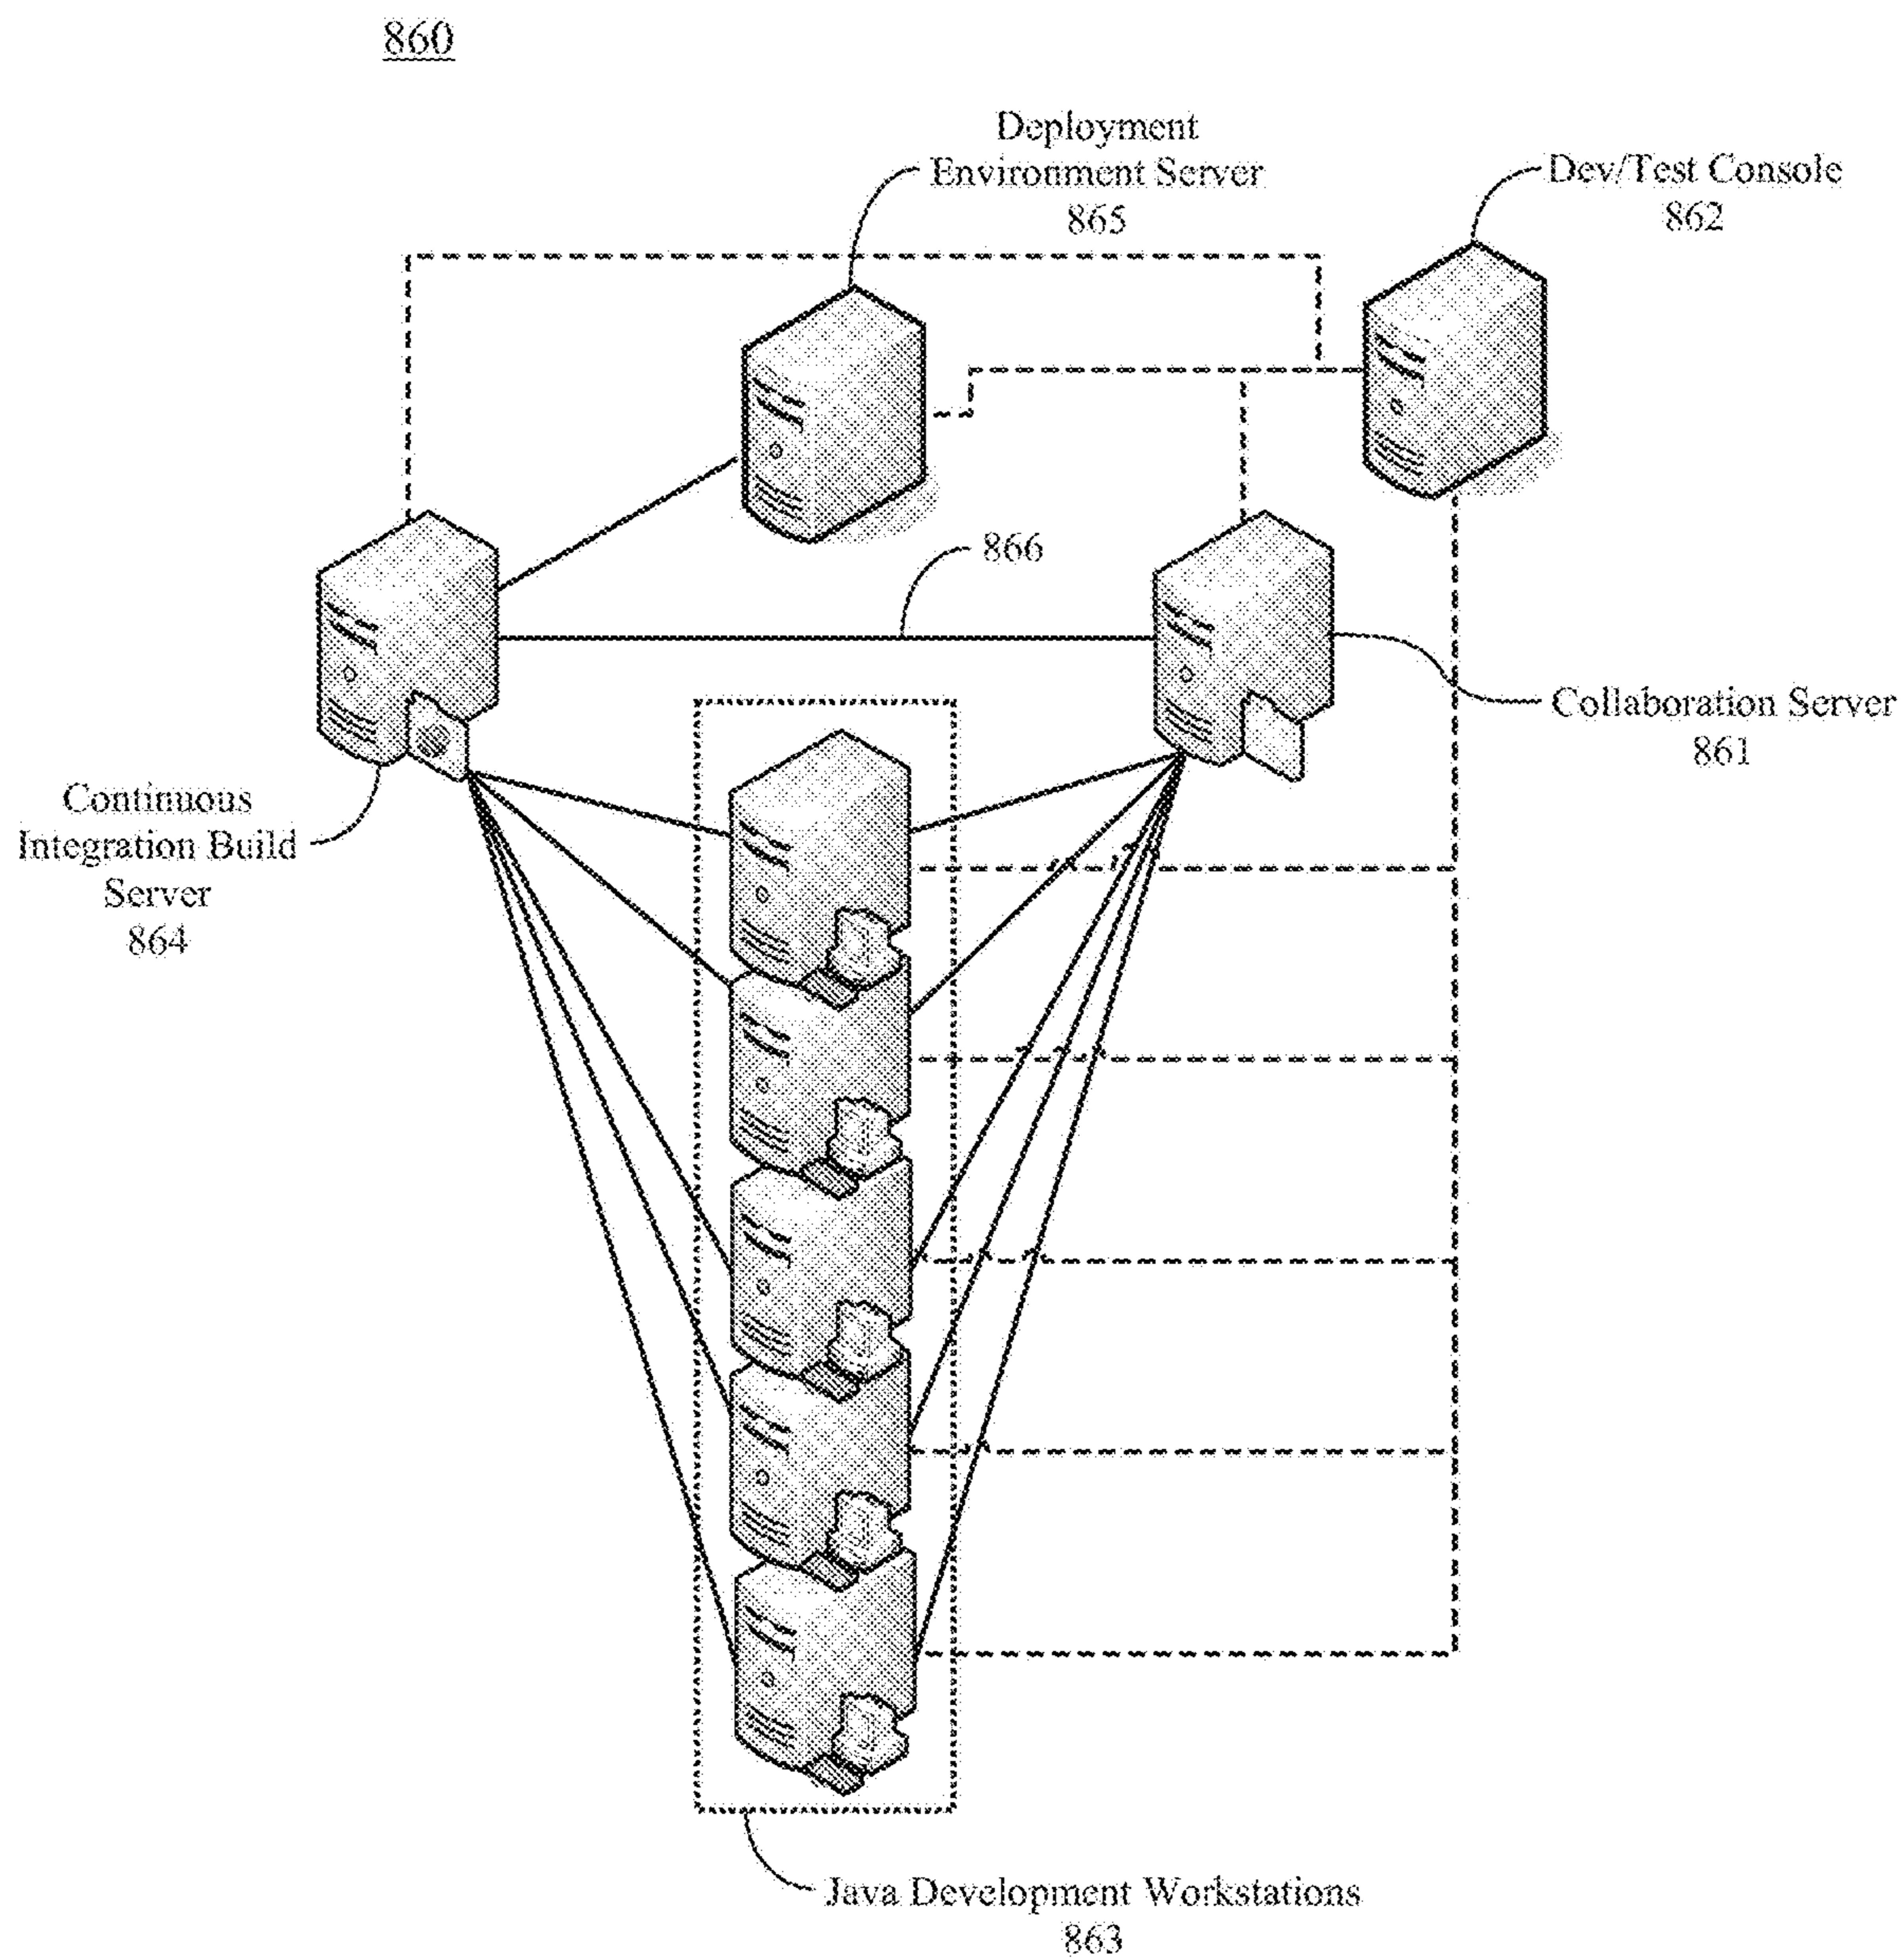 860
Deployment
Environment Server
865
Dev/Test Console
862
866
Collaboration Server
861
Continuous
Integration Build
Server
864
Java Development Workstations
863